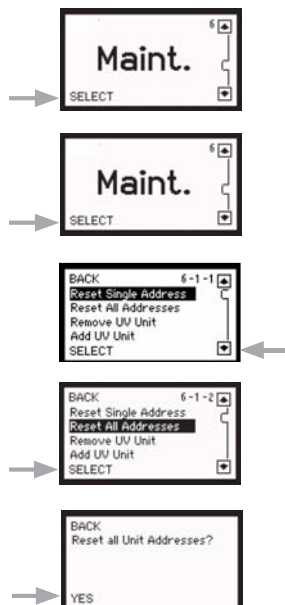 6
Maint.
SELECT
6
Maint.
SELECT
BACK 6-1-1
Reset Single Address
Reset All Addresses
Remove UV Unit
Add UV Unit
SELECT
BACK 6-1-2
Reset Single Address
Reset All Addresses
Remove UV Unit
Add UV Unit
SELECT
BACK
Reset all Unit Addresses?
YES